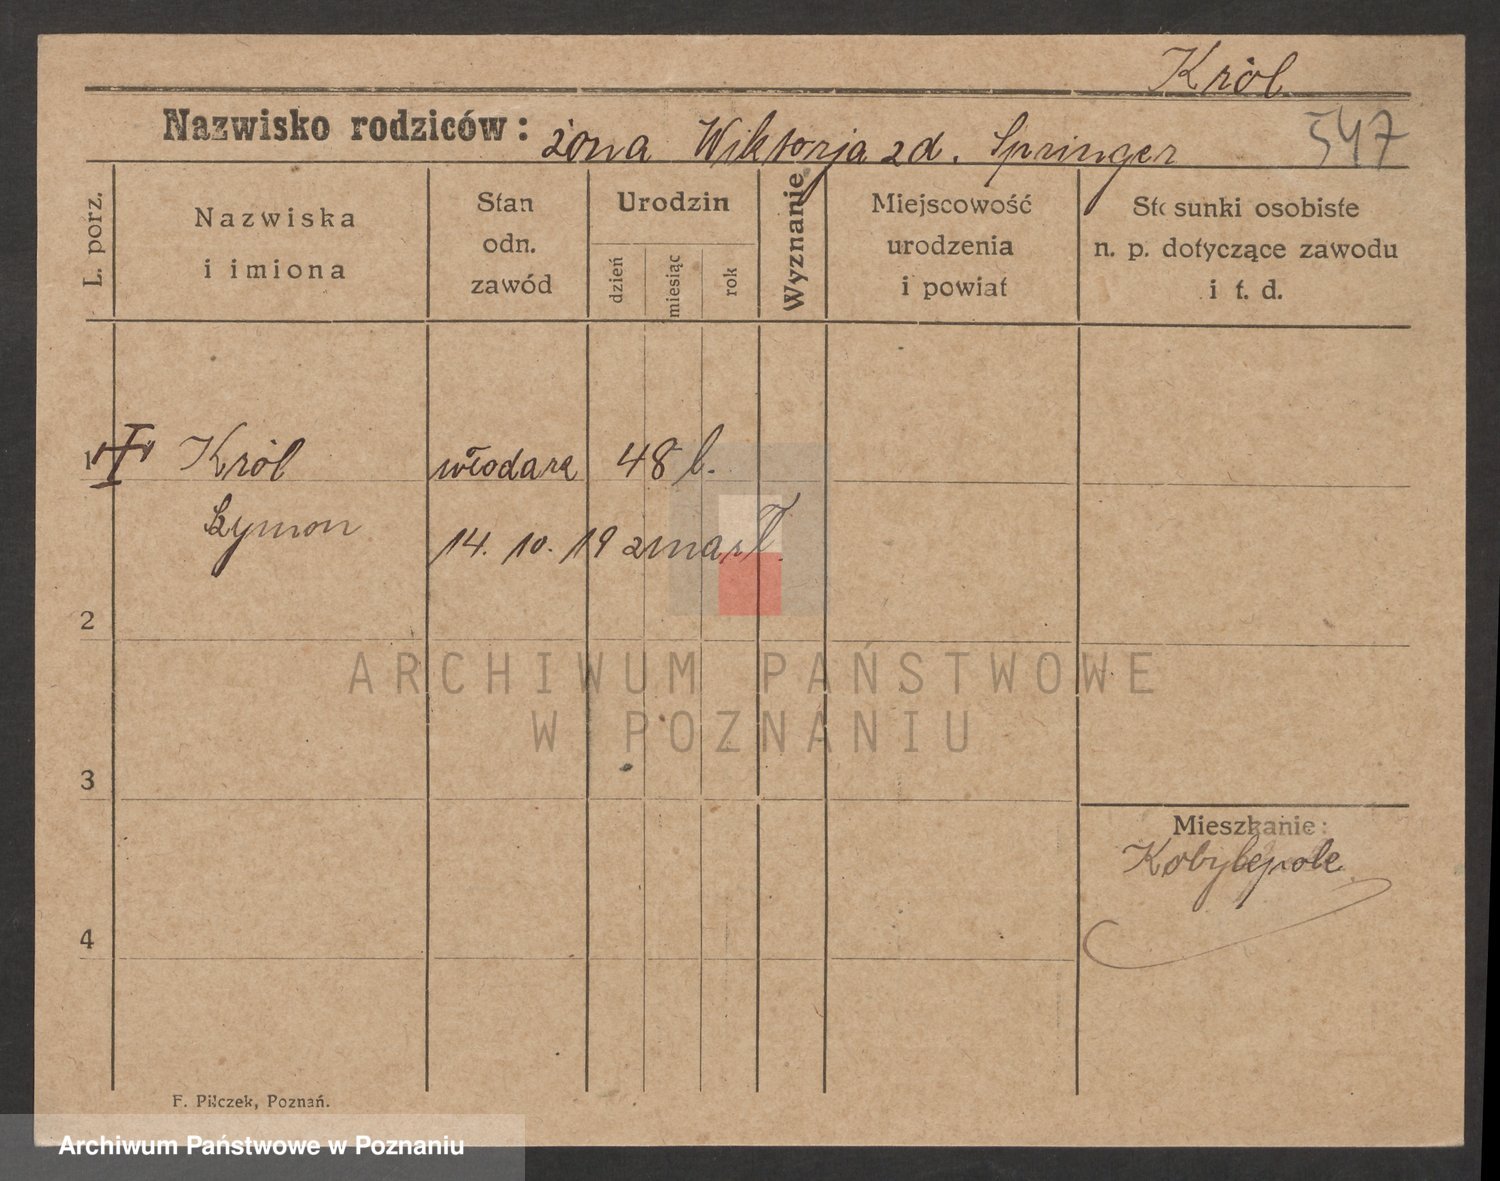 Król
Nazwisko rodziców: żona Wiktorja zd. Springer 547
L. porz.
Nazwiska
i imiona
Stan
odn.
zawód
Urodzin
dzień
miesiąc
rok
Wyznanie
Miejscowość
urodzenia
i powiat
Stosunki osobiste
n. p. dotyczące zawodu
i t. d.
1 Król włodarz 48 l.
Szymon 14. 10. 19 zmarł.
2
3
Mieszkanie:
Kobylepole
4
F. Pilczek, Poznań.
ARCHIWUM PAŃSTWOWE
W POZNANIU
Archiwum Państwowe w Poznaniu